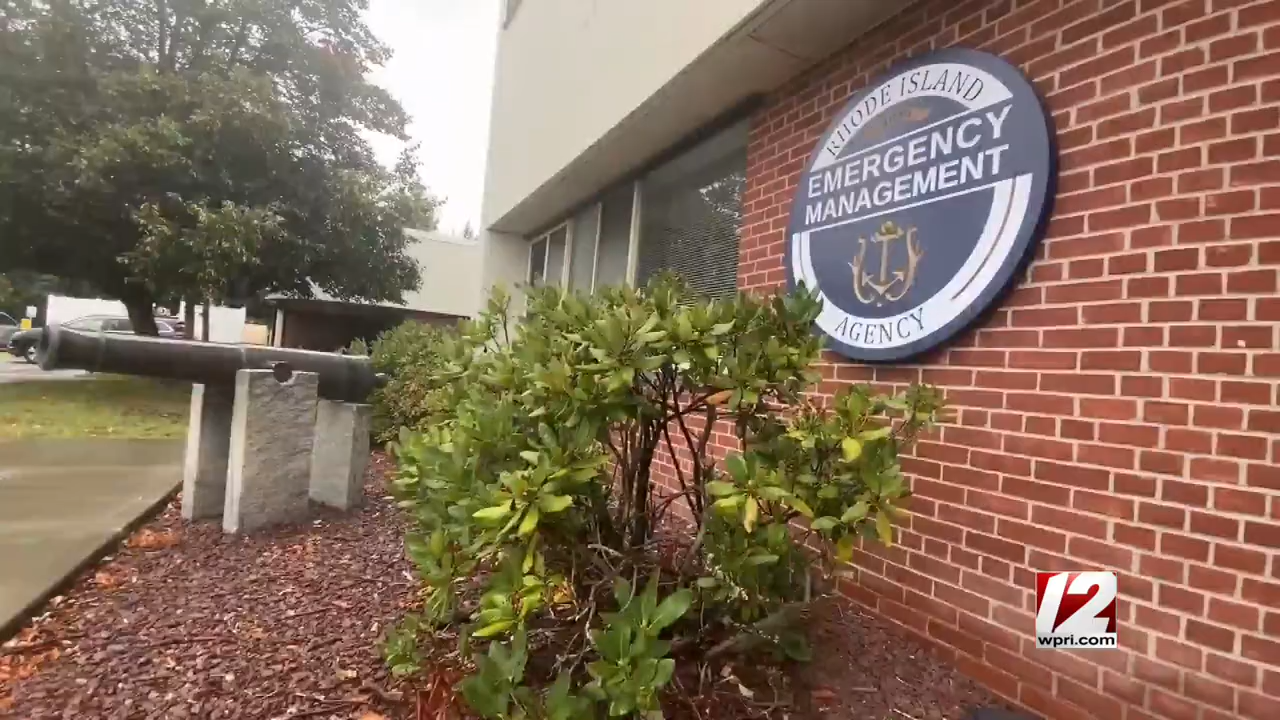 RHODE ISLAND
EMERGENCY
MANAGEMENT
AGENCY
12
wpri.com